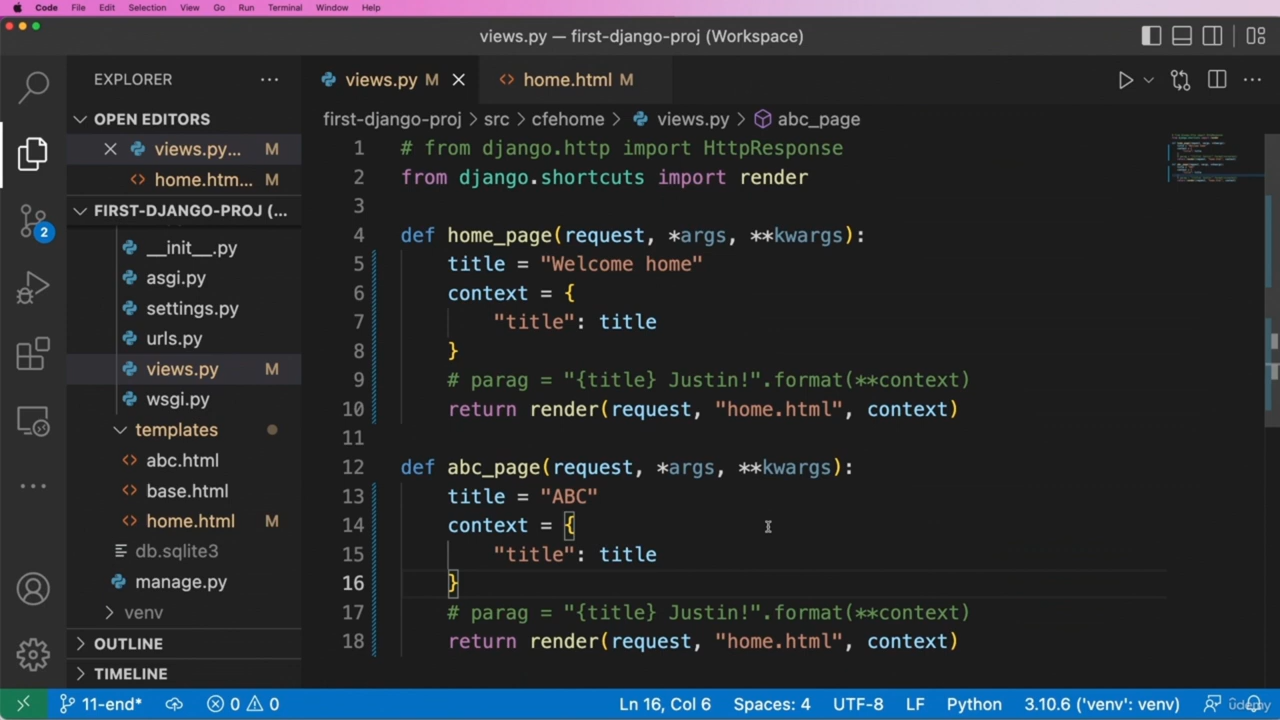 Code File Edit Selection View Go Run Terminal Window Help
views.py — first-django-proj (Workspace)
EXPLORER
OPEN EDITORS
views.py... M
home.htm... M
FIRST-DJANGO-PROJ (...
__init__.py
asgi.py
settings.py
urls.py
views.py M
wsgi.py
templates
abc.html
base.html
home.html M
db.sqlite3
manage.py
venv
OUTLINE
TIMELINE
2
views.py M
home.html M
first-django-proj > src > cfehome > views.py > abc_page
1 # from django.http import HttpResponse
2 from django.shortcuts import render
3
4 def home_page(request, *args, **kwargs):
5 title = "Welcome home"
6 context = {
7 "title": title
8 }
9 # parag = "{title} Justin!".format(**context)
10 return render(request, "home.html", context)
11
12 def abc_page(request, *args, **kwargs):
13 title = "ABC"
14 context = {
15 "title": title
16 }
17 # parag = "{title} Justin!".format(**context)
18 return render(request, "home.html", context)
11-end* 0 0 Ln 16, Col 6 Spaces: 4 UTF-8 LF Python 3.10.6 ('venv': venv)
udemy